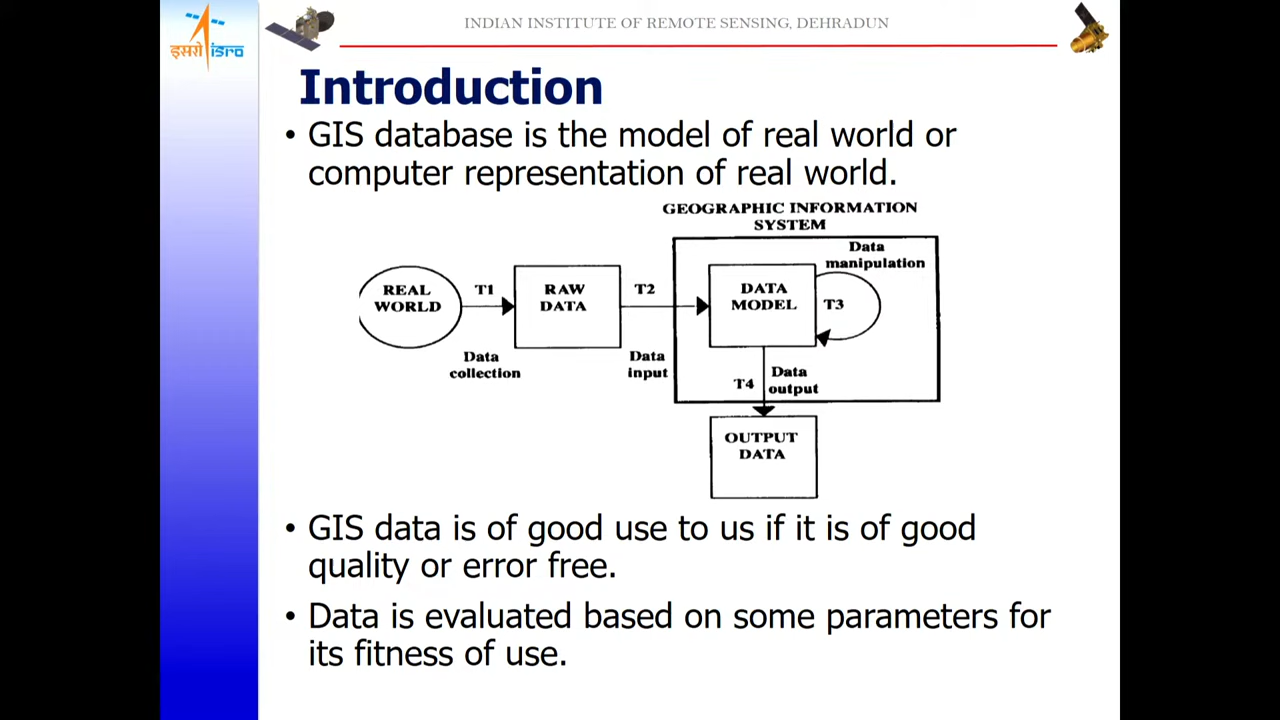 इसरो isro
INDIAN INSTITUTE OF REMOTE SENSING, DEHRADUN
Introduction
• GIS database is the model of real world or
computer representation of real world.
GEOGRAPHIC INFORMATION
SYSTEM
Data
manipulation
REAL
WORLD
T1
RAW
DATA
T2
DATA
MODEL
T3
Data
collection
Data
input
T4
Data
output
OUTPUT
DATA
• GIS data is of good use to us if it is of good
quality or error free.
• Data is evaluated based on some parameters for
its fitness of use.